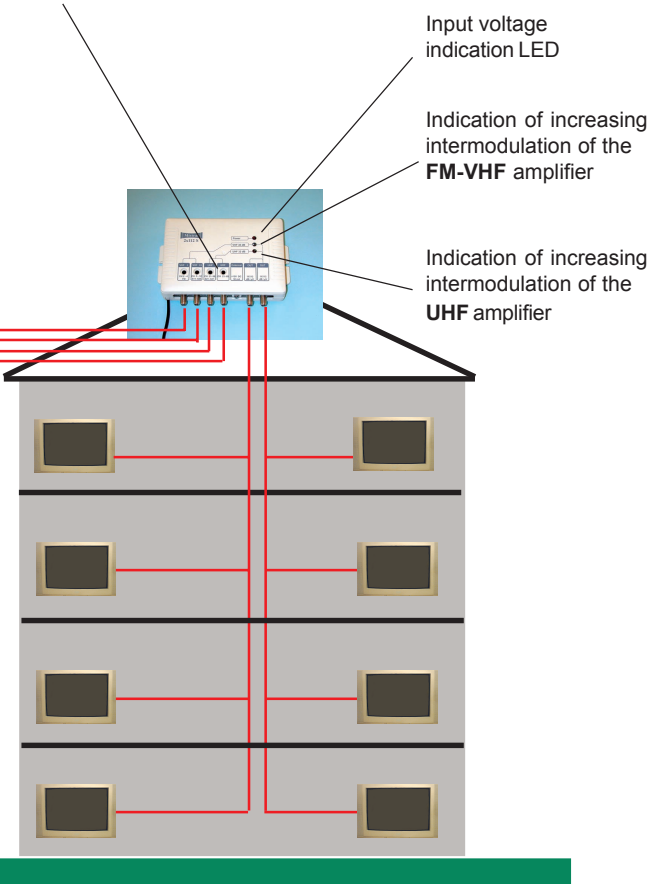 Input voltage
indication LED
Indication of increasing
intermodulation of the
FM-VHF amplifier
Indication of increasing
intermodulation of the
UHF amplifier